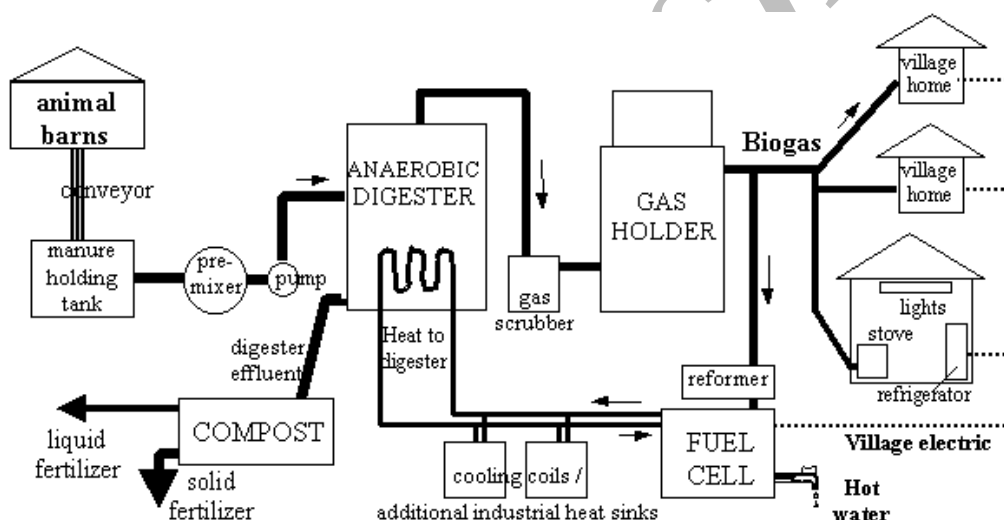 animal
barns
conveyor
manure
holding
tank
pre-
mixer
pump
ANAEROBIC
DIGESTER
Heat to
digester
digester
effluent
COMPOST
liquid
fertilizer
solid
fertilizer
gas
scrubber
GAS
HOLDER
Biogas
village
home
village
home
lights
stove
refrigerator
reformer
FUEL
CELL
Village electric
Hot
water
cooling coils /
additional industrial heat sinks